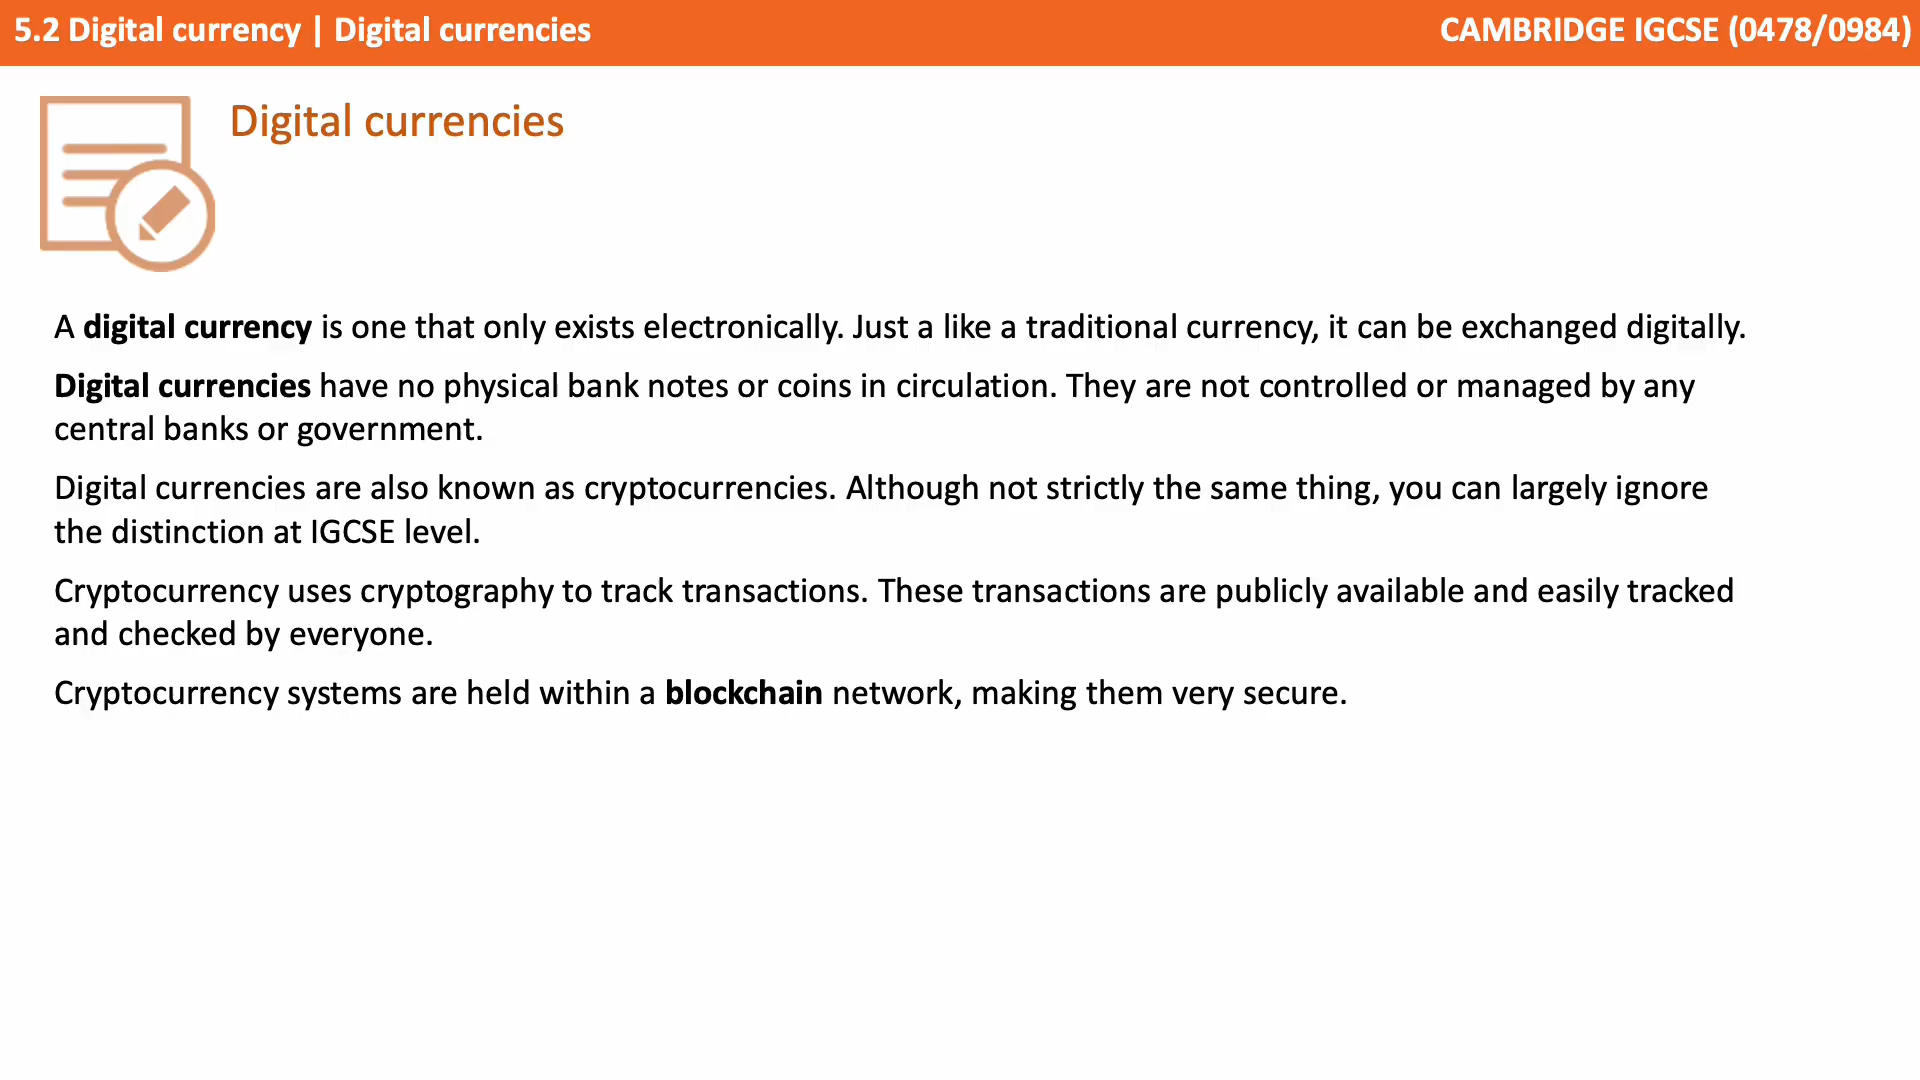 5.2 Digital currency | Digital currencies
CAMBRIDGE IGCSE (0478/0984)
Digital currencies
A digital currency is one that only exists electronically. Just a like a traditional currency, it can be exchanged digitally.
Digital currencies have no physical bank notes or coins in circulation. They are not controlled or managed by any
central banks or government.
Digital currencies are also known as cryptocurrencies. Although not strictly the same thing, you can largely ignore
the distinction at IGCSE level.
Cryptocurrency uses cryptography to track transactions. These transactions are publicly available and easily tracked
and checked by everyone.
Cryptocurrency systems are held within a blockchain network, making them very secure.